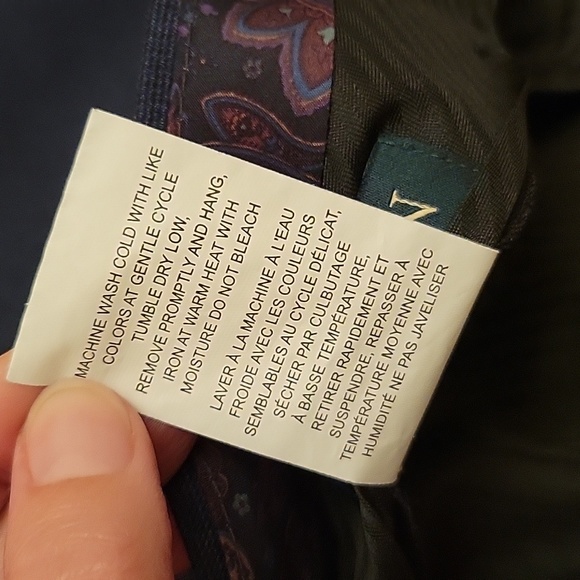 MACHINE WASH COLD WITH LIKE
COLORS AT GENTLE CYCLE
TUMBLE DRY LOW,
REMOVE PROMPTLY AND HANG,
IRON AT WARM HEAT WITH
MOISTURE DO NOT BLEACH
LAVER À LA MACHINE À L'EAU
FROIDE AVEC LES COULEURS
SEMBLABLES AU CYCLE DÉLICAT,
SÉCHER PAR CULBUTAGE
À BASSE TEMPÉRATURE,
RETIRER RAPIDEMENT ET
SUSPENDRE, REPASSER À
TEMPÉRATURE MOYENNE AVEC
HUMIDITÉ NE PAS JAVELISER
N